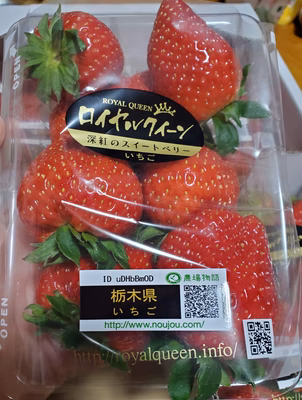 OPEN
ROYAL QUEEN
ロイヤルクイーン
深紅のスイートベリー
いちご
ID uDHbBmOD
農場物語
栃木県
いちご
http://www.noujou.com/
http://royalqueen.info/
OPEN